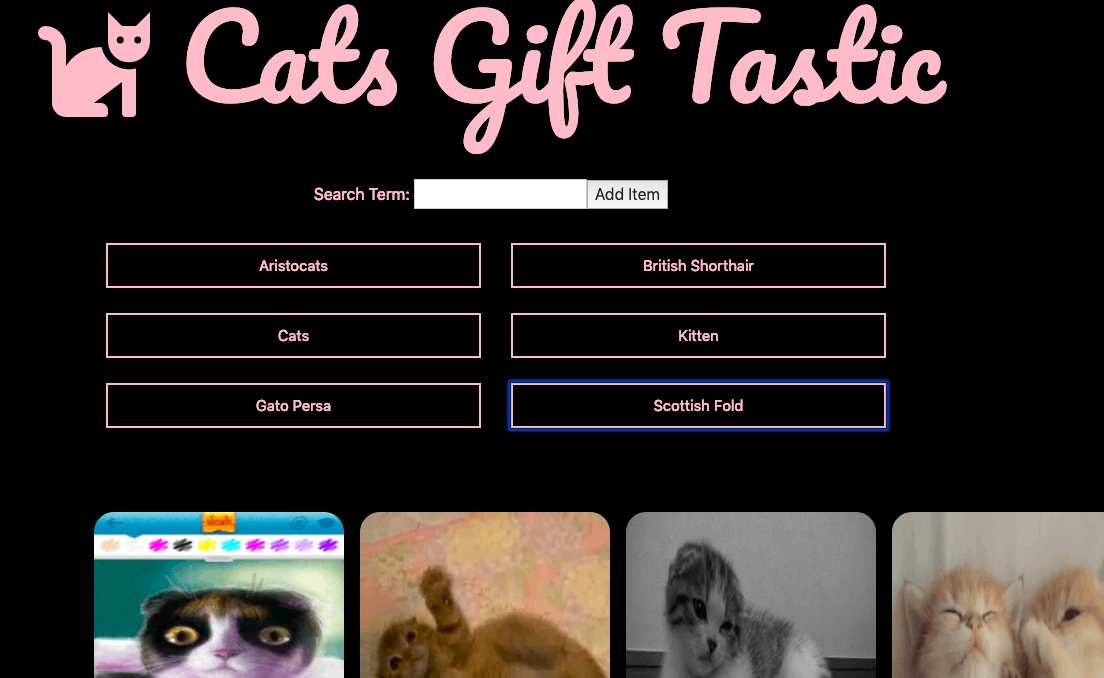 Cats Gift Tastic
Search Term: Add Item
Aristocats British Shorthair
Cats Kitten
Gato Persa Scottish Fold